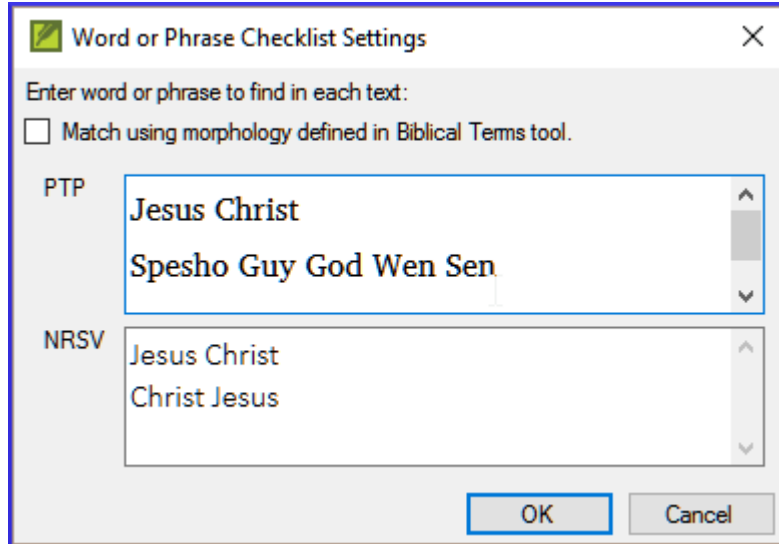 Word or Phrase Checklist Settings
Enter word or phrase to find in each text:
Match using morphology defined in Biblical Terms tool.
PTP
Jesus Christ
Spesho Guy God Wen Sen
NRSV
Jesus Christ
Christ Jesus
OK
Cancel